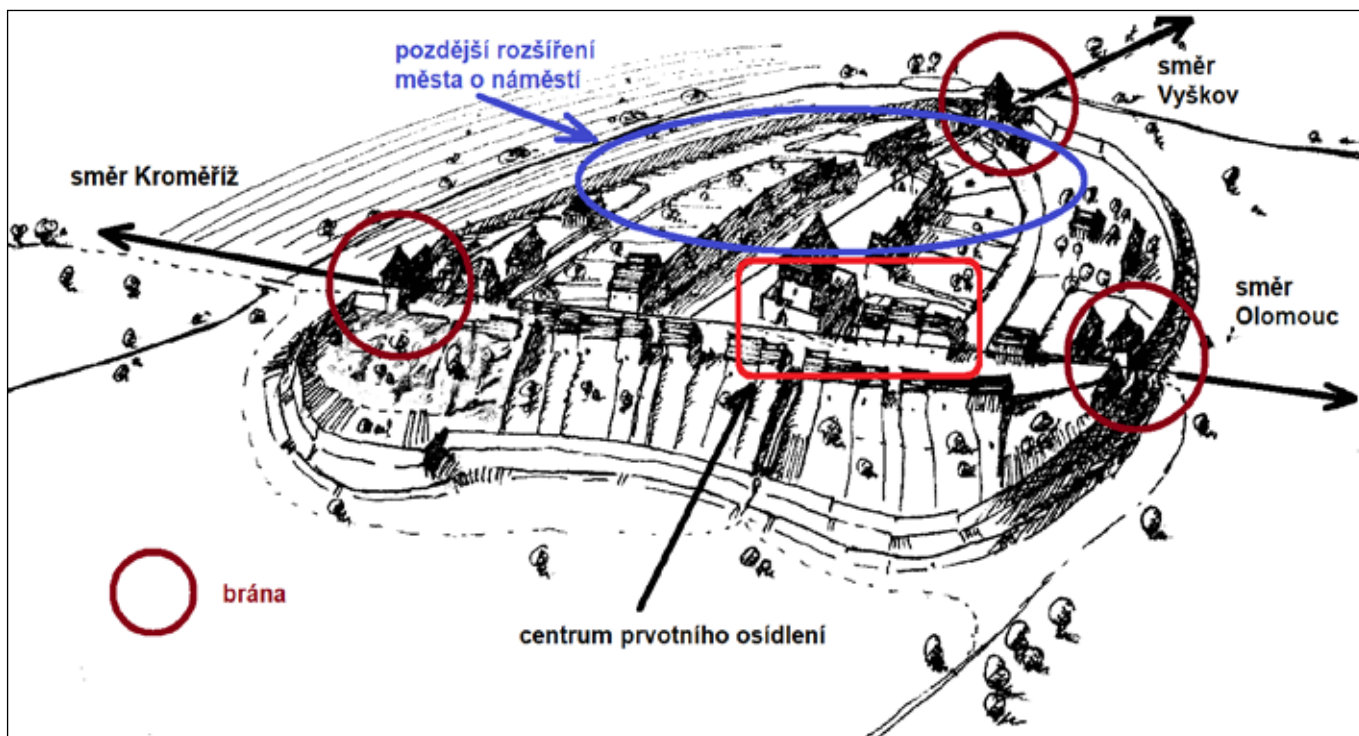 pozdější rozšíření
města o náměstí
směr
Vyškov
směr Kroměříž
směr
Olomouc
brána
centrum prvotního osídlení